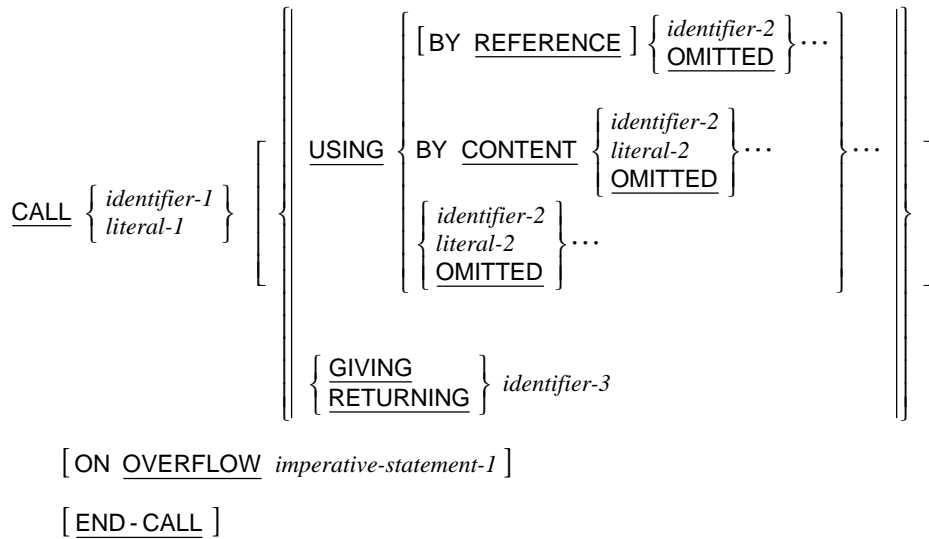 [ BY REFERENCE ] { identifier-2
OMITTED } ...
USING
BY CONTENT { identifier-2
literal-2
OMITTED } ...
...
CALL { identifier-1
literal-1 }
{ identifier-2
literal-2
OMITTED } ...
{ GIVING
RETURNING } identifier-3
[ ON OVERFLOW imperative-statement-1 ]
[ END-CALL ]